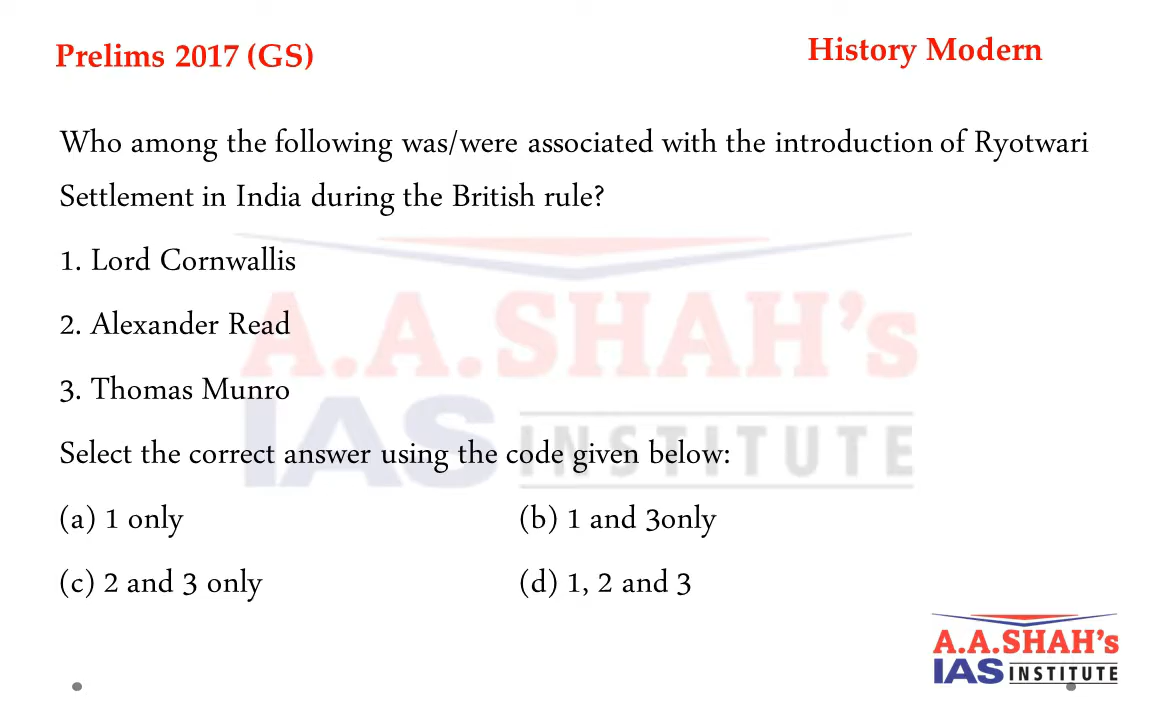 Prelims 2017 (GS)
History Modern
Who among the following was/were associated with the introduction of Ryotwari
Settlement in India during the British rule?
1. Lord Cornwallis
2. Alexander Read
3. Thomas Munro
Select the correct answer using the code given below:
(a) 1 only
(b) 1 and 3only
(c) 2 and 3 only
(d) 1, 2 and 3
A.A.SHAH's
IAS INSTITUTE
A.A.SHAH's
IAS INSTITUTE